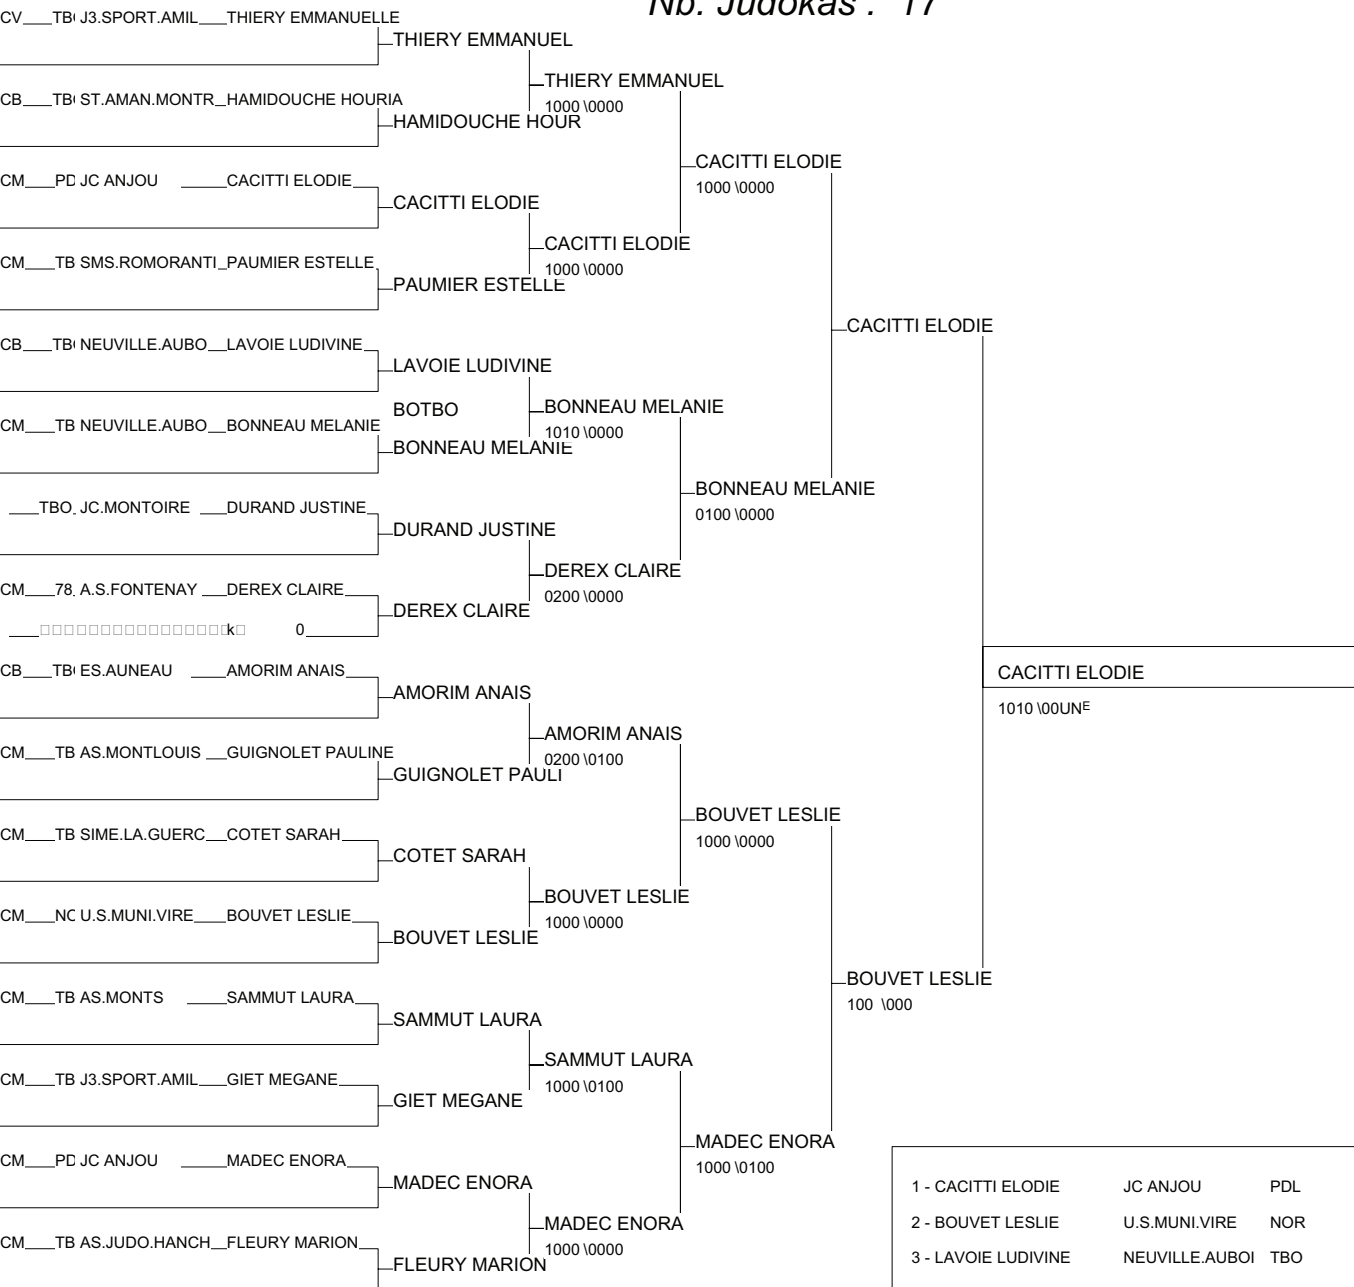 Nb. Judokas : 17
CV TB J3.SPORT.AMIL THIERY EMMANUELLE
THIERY EMMANUEL
THIERY EMMANUEL
1000 \0000
CB TB ST.AMAN.MONTR HAMIDOUCHE HOURIA
HAMIDOUCHE HOUR
CACITTI ELODIE
1000 \0000
CM PD JC ANJOU CACITTI ELODIE
CACITTI ELODIE
CACITTI ELODIE
1000 \0000
CM TB SMS.ROMORANTI PAUMIER ESTELLE
PAUMIER ESTELLE
CACITTI ELODIE
CB TB NEUVILLE.AUBO LAVOIE LUDIVINE
LAVOIE LUDIVINE
BOTBO
BONNEAU MELANIE
1010 \0000
CM TB NEUVILLE.AUBO BONNEAU MELANIE
BONNEAU MELANIE
BONNEAU MELANIE
0100 \0000
TBO JC.MONTOIRE DURAND JUSTINE
DURAND JUSTINE
DEREX CLAIRE
0200 \0000
CM 78 A.S.FONTENAY DEREX CLAIRE
DEREX CLAIRE
k 0
CACITTI ELODIE
1010 \00UNE
CB TB ES.AUNEAU AMORIM ANAIS
AMORIM ANAIS
AMORIM ANAIS
0200 \0100
CM TB AS.MONTLOUIS GUIGNOLET PAULINE
GUIGNOLET PAULI
BOUVET LESLIE
1000 \0000
CM TB SIME.LA.GUERC COTET SARAH
COTET SARAH
BOUVET LESLIE
1000 \0000
CM NC U.S.MUNI.VIRE BOUVET LESLIE
BOUVET LESLIE
BOUVET LESLIE
100 \000
CM TB AS.MONTS SAMMUT LAURA
SAMMUT LAURA
SAMMUT LAURA
1000 \0100
CM TB J3.SPORT.AMIL GIET MEGANE
GIET MEGANE
MADEC ENORA
1000 \0100
CM PD JC ANJOU MADEC ENORA
MADEC ENORA
MADEC ENORA
1000 \0000
CM TB AS.JUDO.HANCH FLEURY MARION
FLEURY MARION
1 - CACITTI ELODIE JC ANJOU PDL
2 - BOUVET LESLIE U.S.MUNI.VIRE NOR
3 - LAVOIE LUDIVINE NEUVILLE.AUBOI TBO